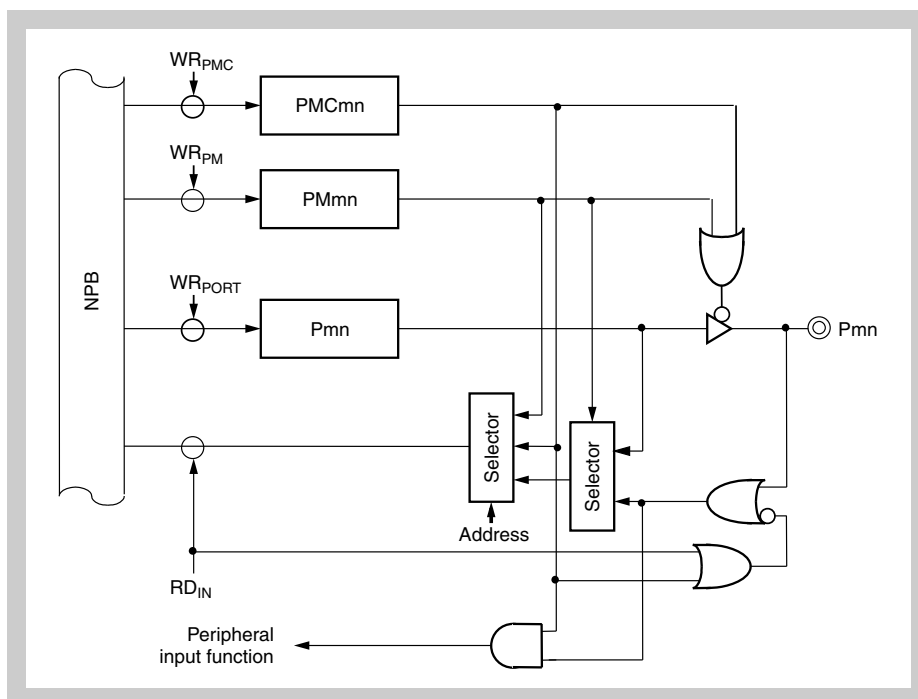 WRPMC
PMCmn
WRPM
PMmn
NPB
WRPORT
Pmn
Pmn
Selector
Selector
Address
RDIN
Peripheral
input function